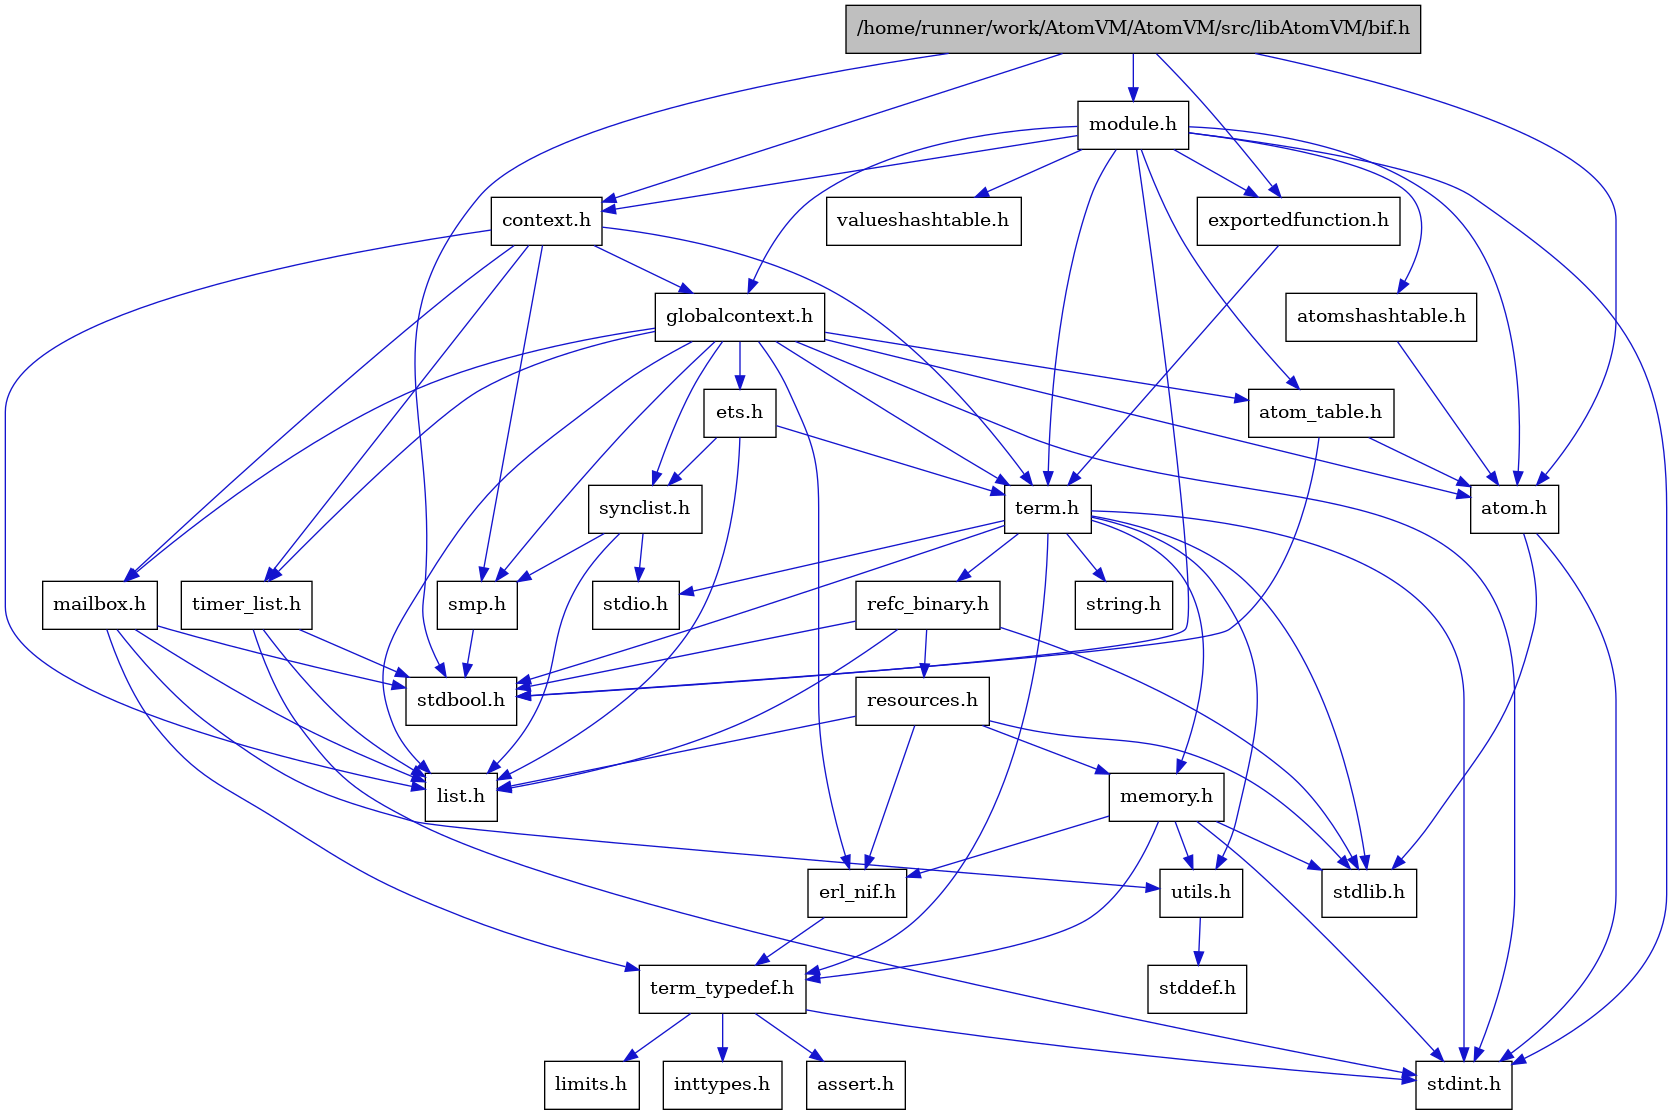 /home/runner/work/AtomVM/AtomVM/src/libAtomVM/bif.h
module.h
context.h
valueshashtable.h
exportedfunction.h
globalcontext.h
atomshashtable.h
ets.h
atom_table.h
synclist.h
term.h
atom.h
mailbox.h
timer_list.h
smp.h
stdio.h
refc_binary.h
string.h
stdbool.h
resources.h
list.h
memory.h
erl_nif.h
utils.h
stdlib.h
term_typedef.h
stddef.h
limits.h
inttypes.h
assert.h
stdint.h